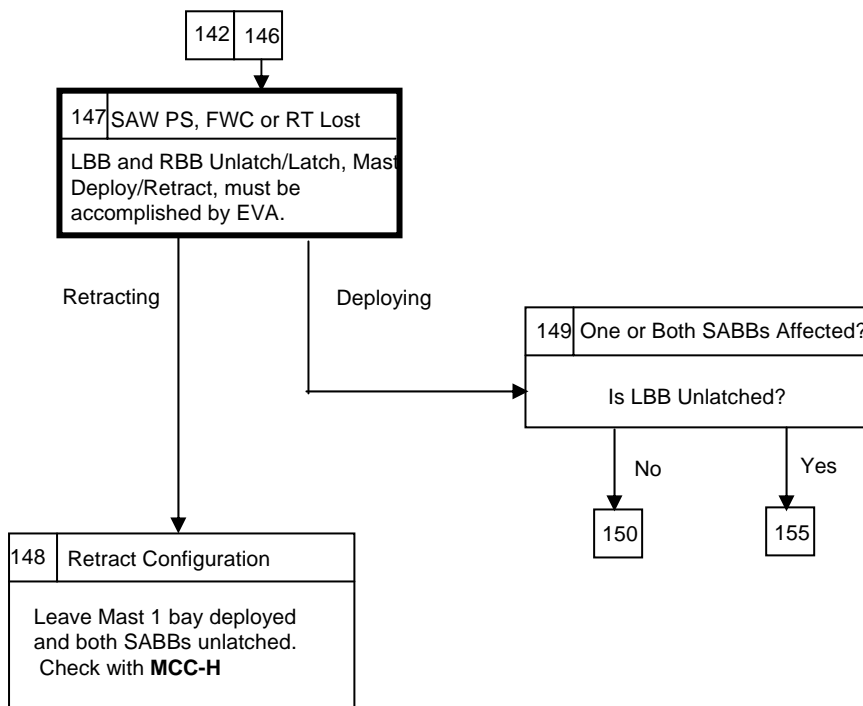 142 146
147 SAW PS, FWC or RT Lost
LBB and RBB Unlatch/Latch, Mast
Deploy/Retract, must be
accomplished by EVA.
Retracting
Deploying
149 One or Both SABBs Affected?
Is LBB Unlatched?
No
Yes
150
155
148 Retract Configuration
Leave Mast 1 bay deployed
and both SABBs unlatched.
Check with MCC-H